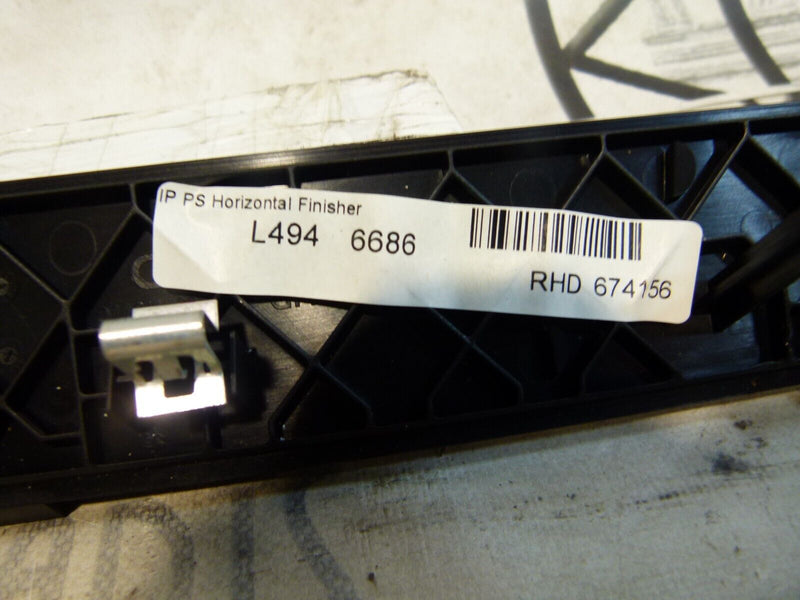 IP PS Horizontal Finisher
L494 6686
RHD 674156